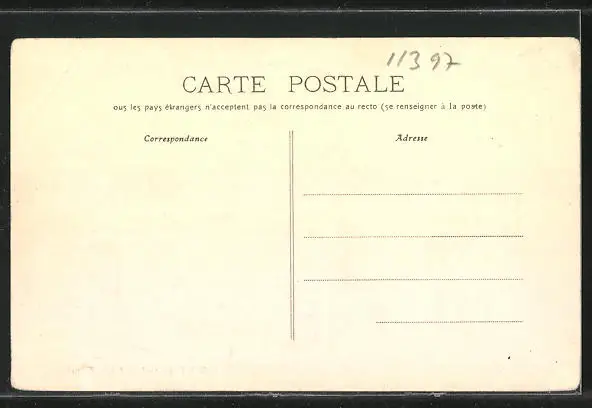 11397
CARTE POSTALE
ous les pays étrangers n'acceptent pas la correspondance au recto (se renseigner à la poste)
Correspondance
Adresse